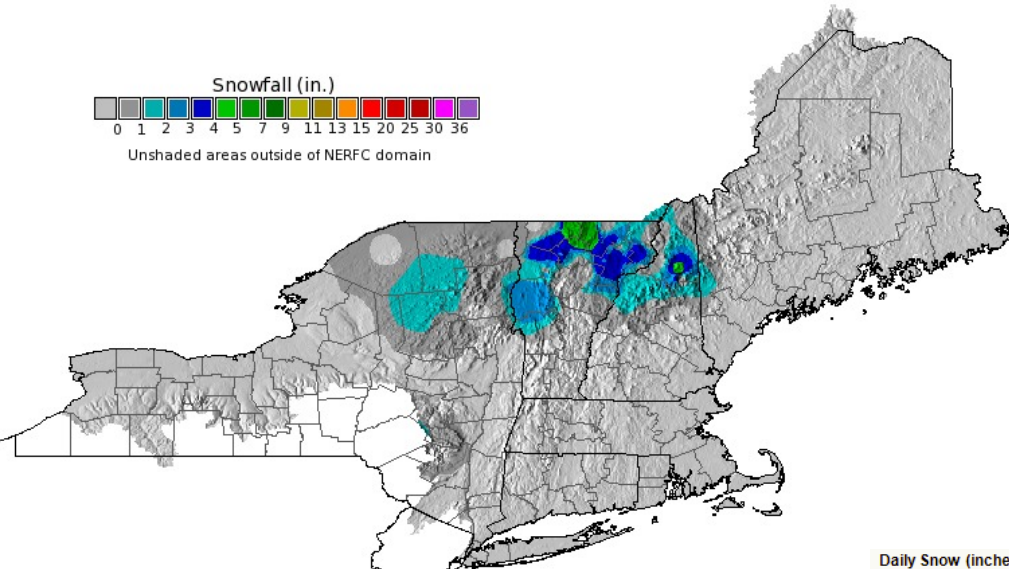 Snowfall (in.)
0 1 2 3 4 5 7 9 11 13 15 20 25 30 36
Unshaded areas outside of NERFC domain
Daily Snow (inche